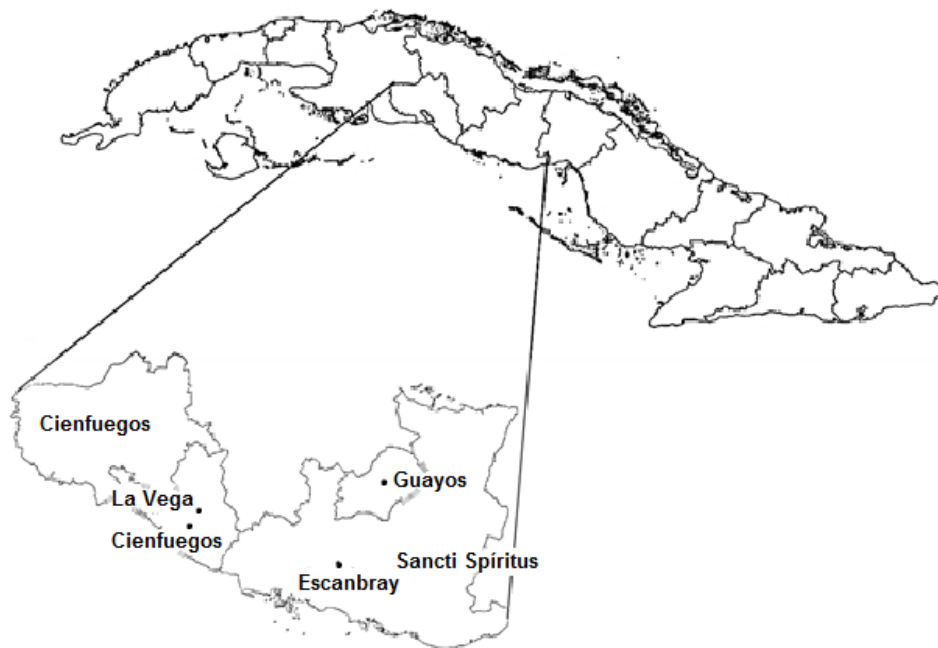 Cienfuegos
Guayos
La Vega
Cienfuegos
Sancti Spíritus
Escanbray